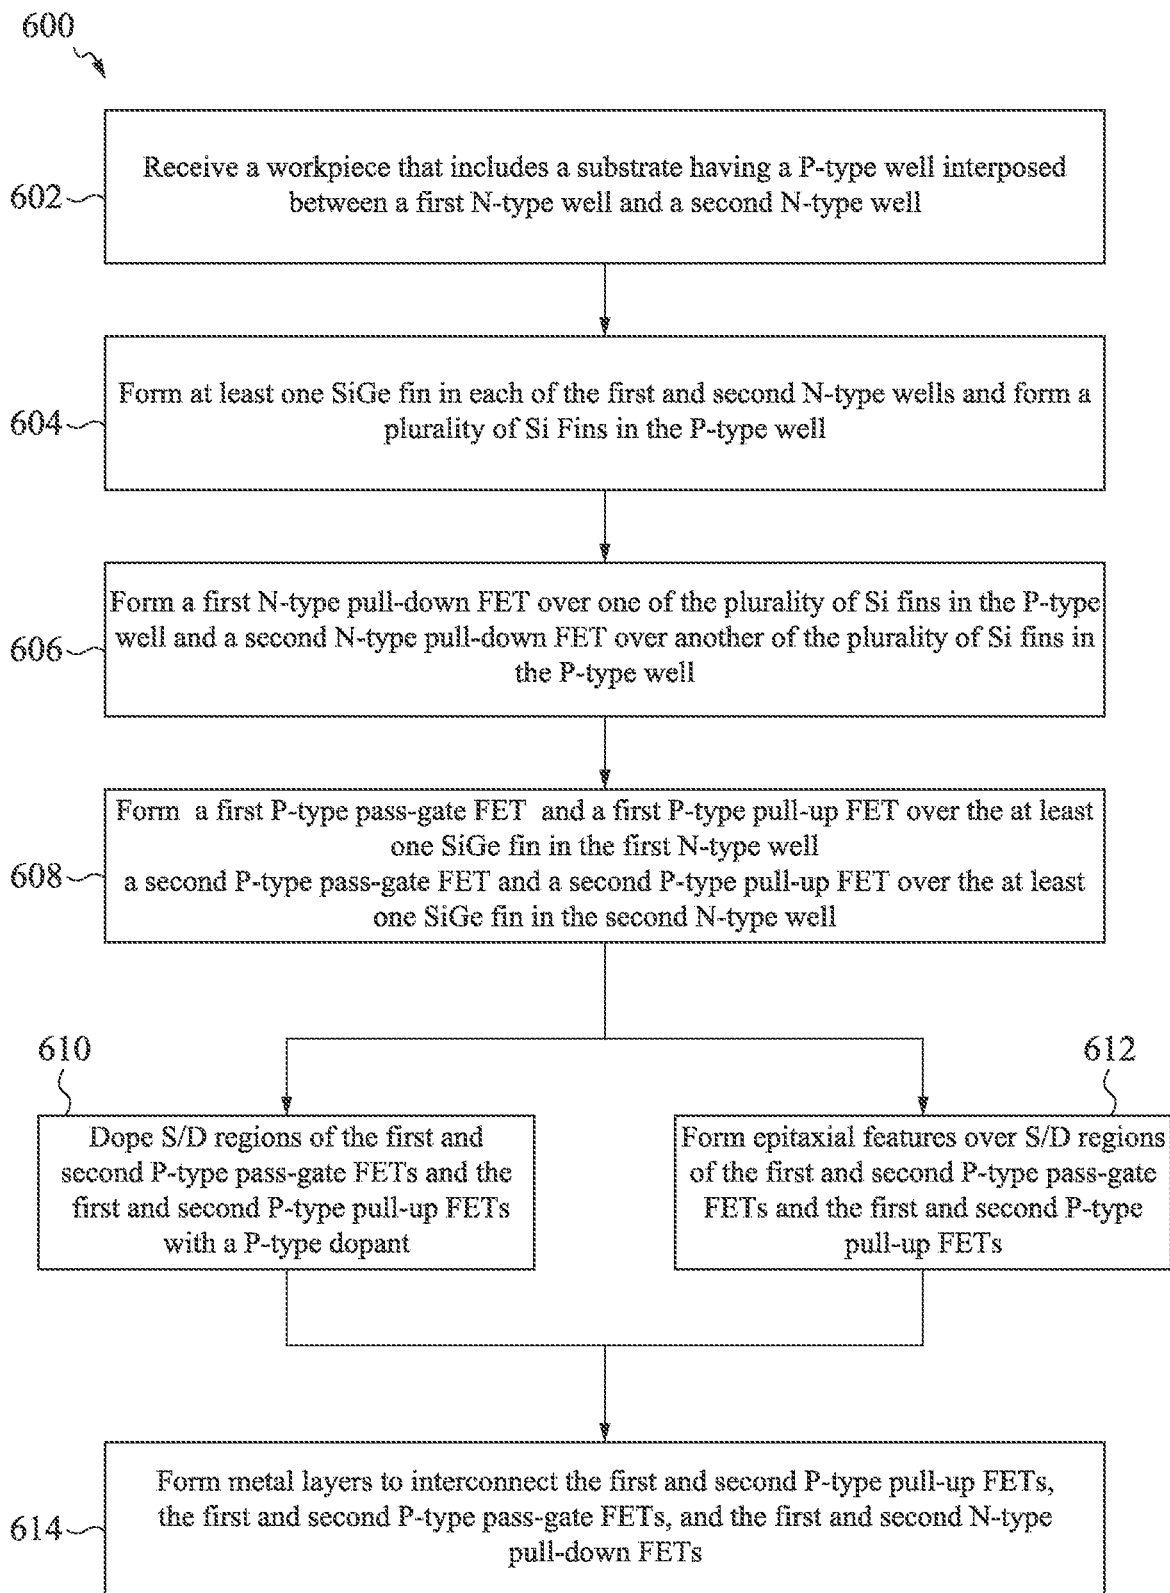 600
602
Receive a workpiece that includes a substrate having a P-type well interposed
between a first N-type well and a second N-type well
604
Form at least one SiGe fin in each of the first and second N-type wells and form a
plurality of Si Fins in the P-type well
606
Form a first N-type pull-down FET over one of the plurality of Si fins in the P-type
well and a second N-type pull-down FET over another of the plurality of Si fins in
the P-type well
608
Form a first P-type pass-gate FET and a first P-type pull-up FET over the at least
one SiGe fin in the first N-type well
a second P-type pass-gate FET and a second P-type pull-up FET over the at least
one SiGe fin in the second N-type well
610
Dope S/D regions of the first and
second P-type pass-gate FETs and the
first and second P-type pull-up FETs
with a P-type dopant
612
Form epitaxial features over S/D regions
of the first and second P-type pass-gate
FETs and the first and second P-type
pull-up FETs
614
Form metal layers to interconnect the first and second P-type pull-up FETs,
the first and second P-type pass-gate FETs, and the first and second N-type
pull-down FETs